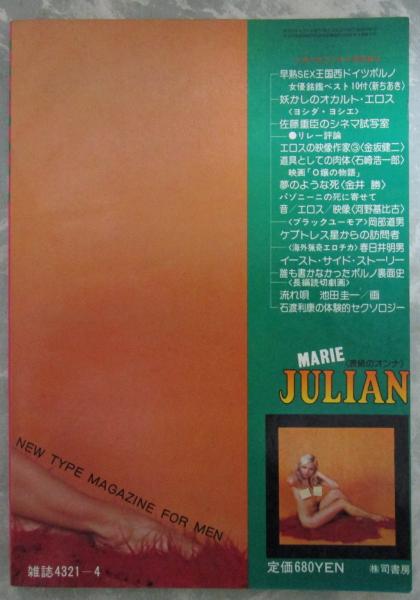 早熟SEX王国西ドイツポルノ
女優銘鑑ベスト10付〈新ぢあき〉
妖かしのオカルト・エロス
〈ヨシダ・ヨシエ〉
佐藤重臣のシネマ試写室
●リレー評論
エロスの映像作家③〈金坂健二〉
道具としての肉体〈石崎浩一郎〉
映画「O嬢の物語」
夢のような死〈金井 勝〉
パゾニーニの死に寄せて
音/エロス/映像〈河野基比古〉
〈ブラックユーモア〉岡部道男
ケプトレス星からの訪問者
〈海外猟奇エロチカ〉春日井明男
イースト・サイド・ストーリー
誰も書かなかったポルノ裏面史
〈長編読切劇画〉
流れ唄 池田圭一/画
石渡利康の体験的セクソロジー
MARIE
〈表紙のオンナ〉
JULIAN
NEW TYPE MAGAZINE FOR MEN
雑誌4321-4
定価680YEN
㈱司書房